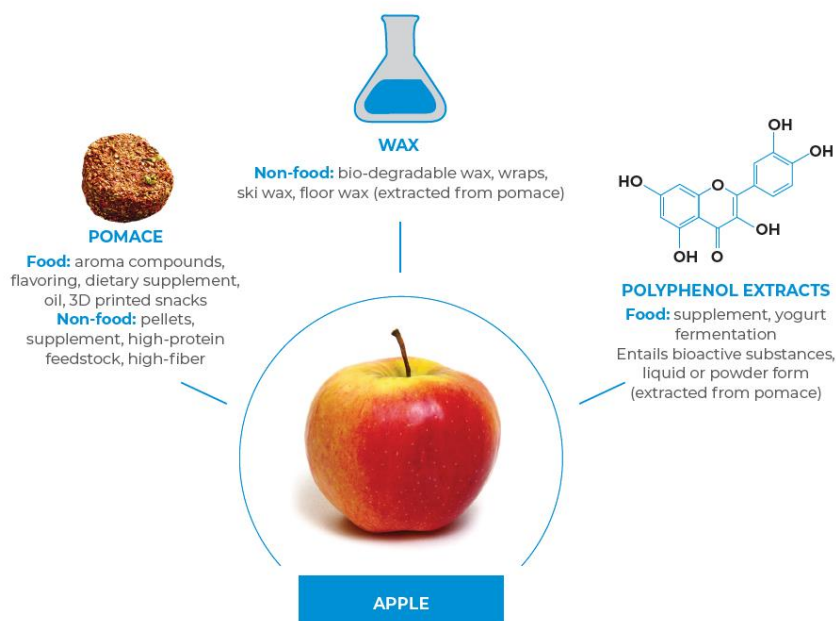 WAX
Non-food: bio-degradable wax, wraps,
ski wax, floor wax (extracted from pomace)
POMACE
Food: aroma compounds,
flavoring, dietary supplement,
oil, 3D printed snacks
Non-food: pellets,
supplement, high-protein
feedstock, high-fiber
OH
OH
HO
O
OH
OH
O
POLYPHENOL EXTRACTS
Food: supplement, yogurt
fermentation
Entails bioactive substances,
liquid or powder form
(extracted from pomace)
APPLE